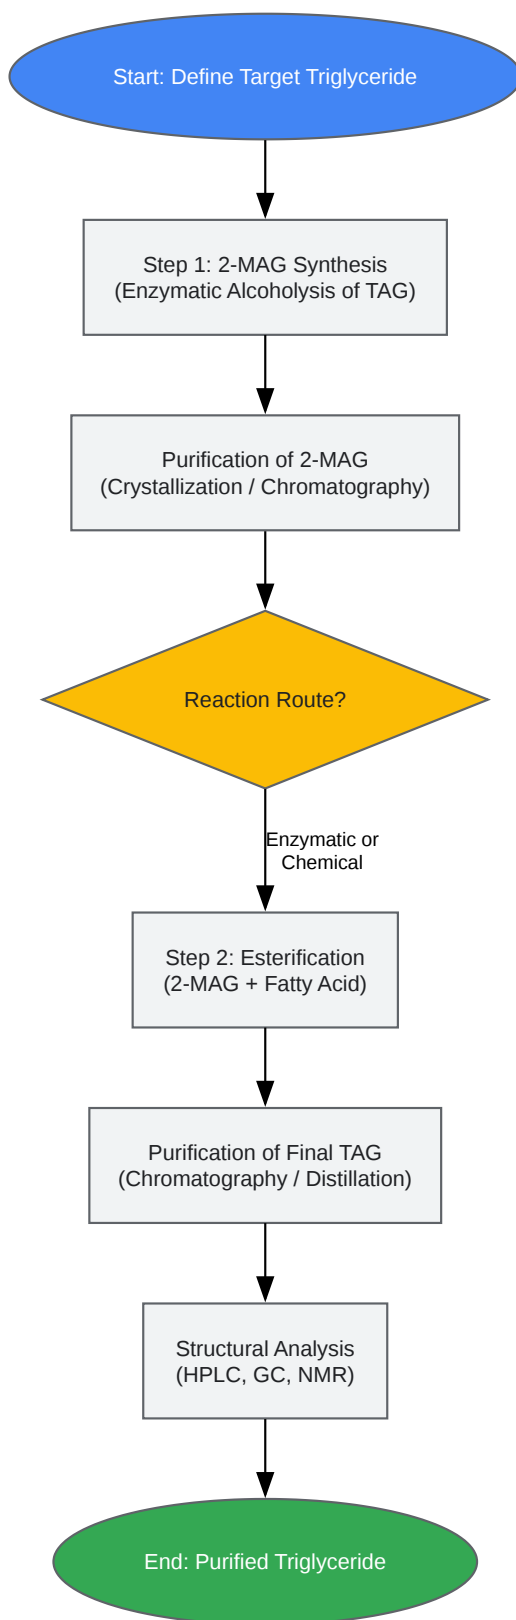 Start: Define Target Triglyceride
Step 1: 2-MAG Synthesis
(Enzymatic Alcoholysis of TAG)
Purification of 2-MAG
(Crystallization / Chromatography)
Reaction Route?
Enzymatic or
Chemical
Step 2: Esterification
(2-MAG + Fatty Acid)
Purification of Final TAG
(Chromatography / Distillation)
Structural Analysis
(HPLC, GC, NMR)
End: Purified Triglyceride